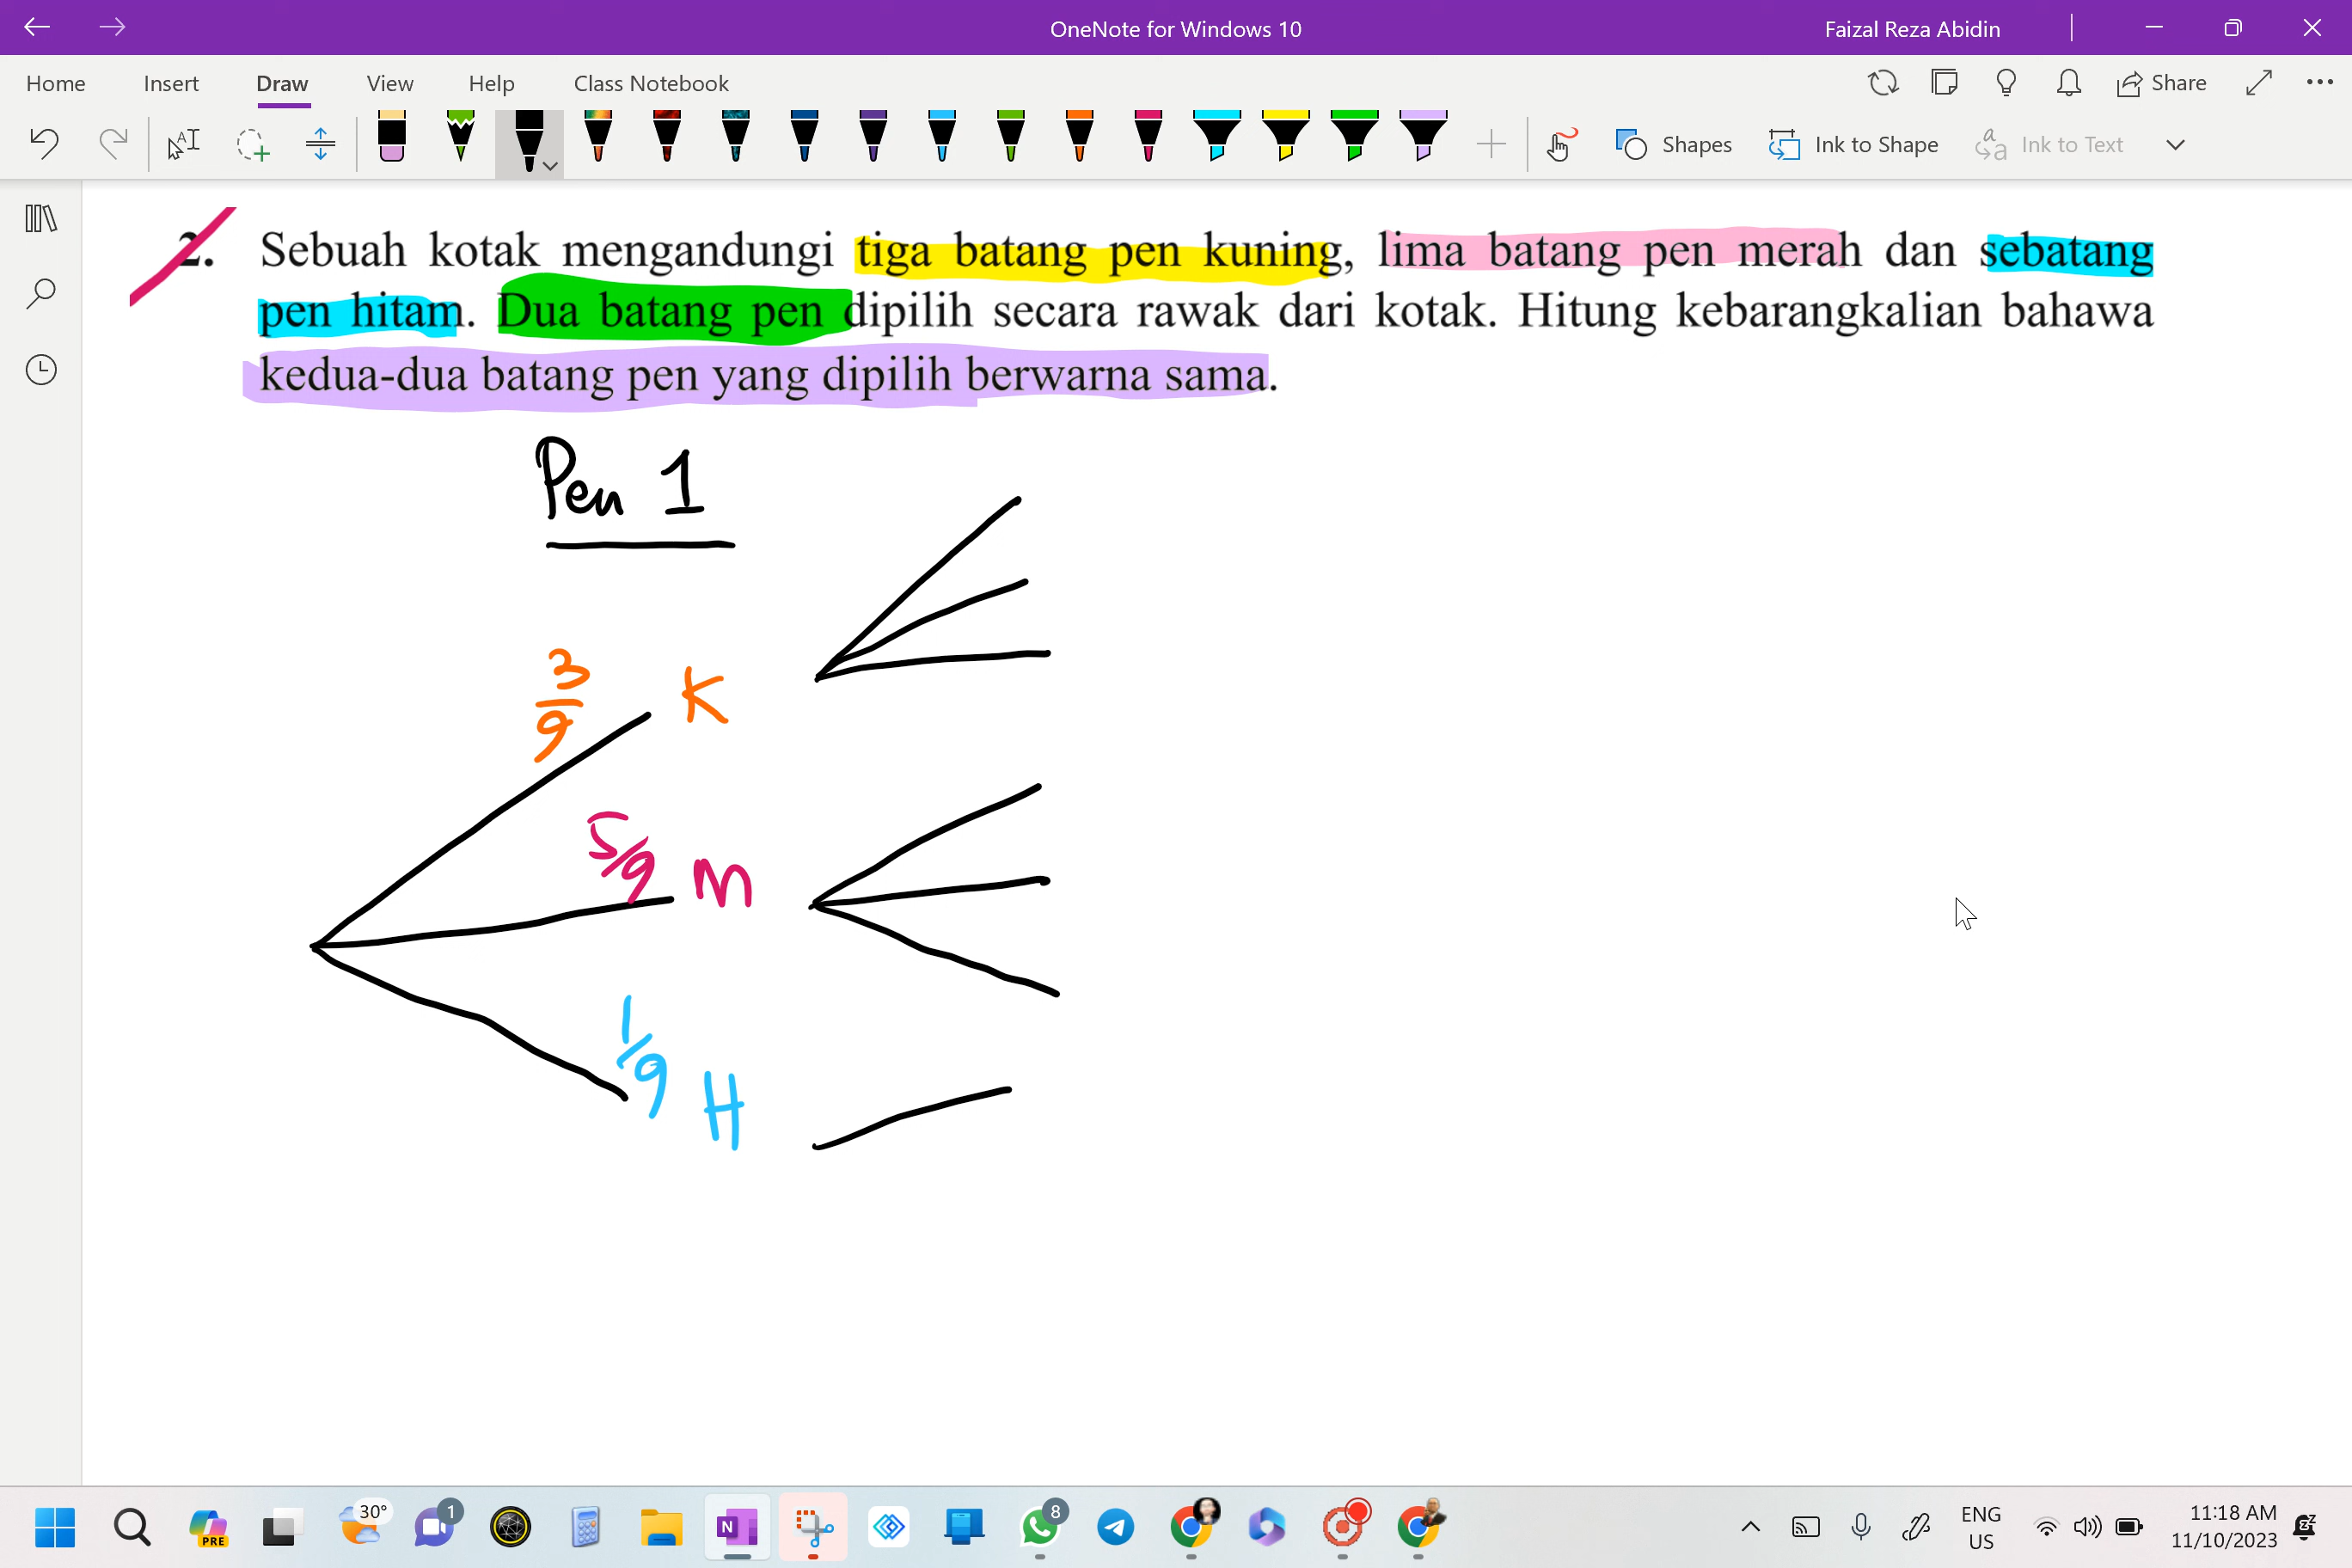 OneNote for Windows 10
Faizal Reza Abidin
Home Insert Draw View Help Class Notebook
Share
Shapes
Ink to Shape
Ink to Text
2. Sebuah kotak mengandungi tiga batang pen kuning, lima batang pen merah dan sebatang
pen hitam. Dua batang pen dipilih secara rawak dari kotak. Hitung kebarangkalian bahawa
kedua-dua batang pen yang dipilih berwarna sama.
Pen 1
3/9 K
5/9 M
1/9 H
PRE
30°
1
N
8
ENG
US
11:18 AM
11/10/2023